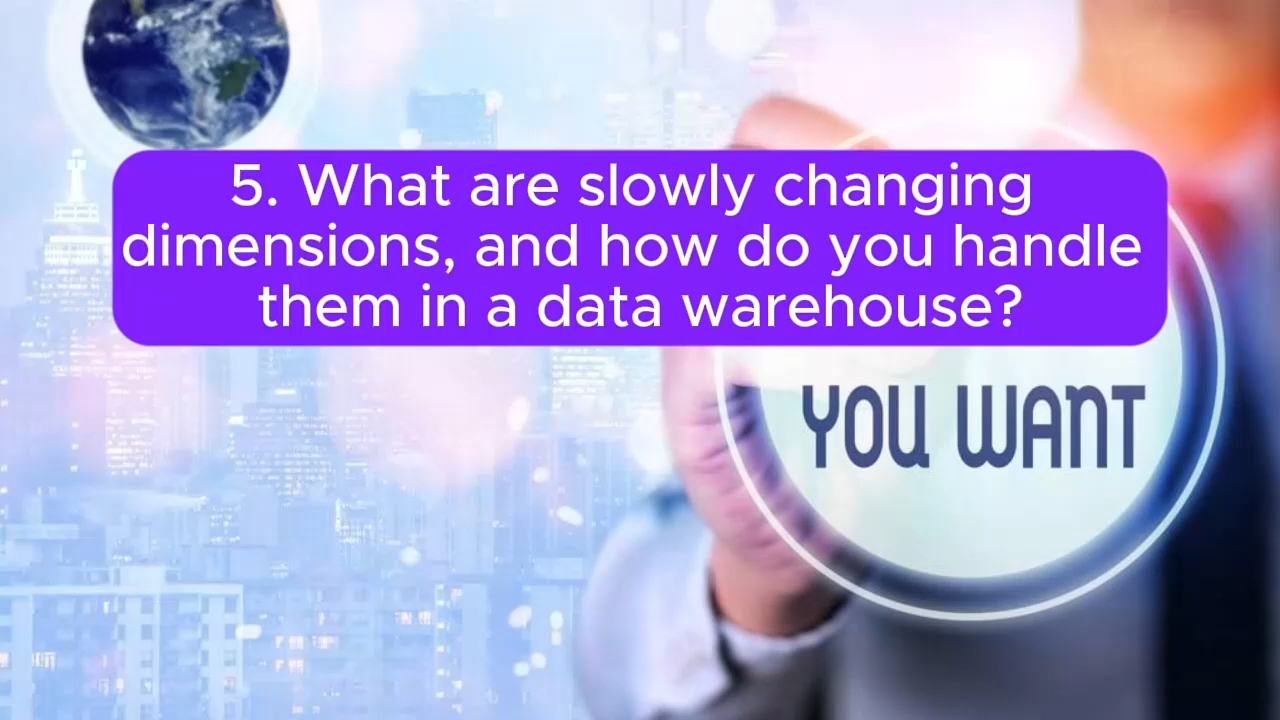 5. What are slowly changing
dimensions, and how do you handle
them in a data warehouse?
YOU WANT